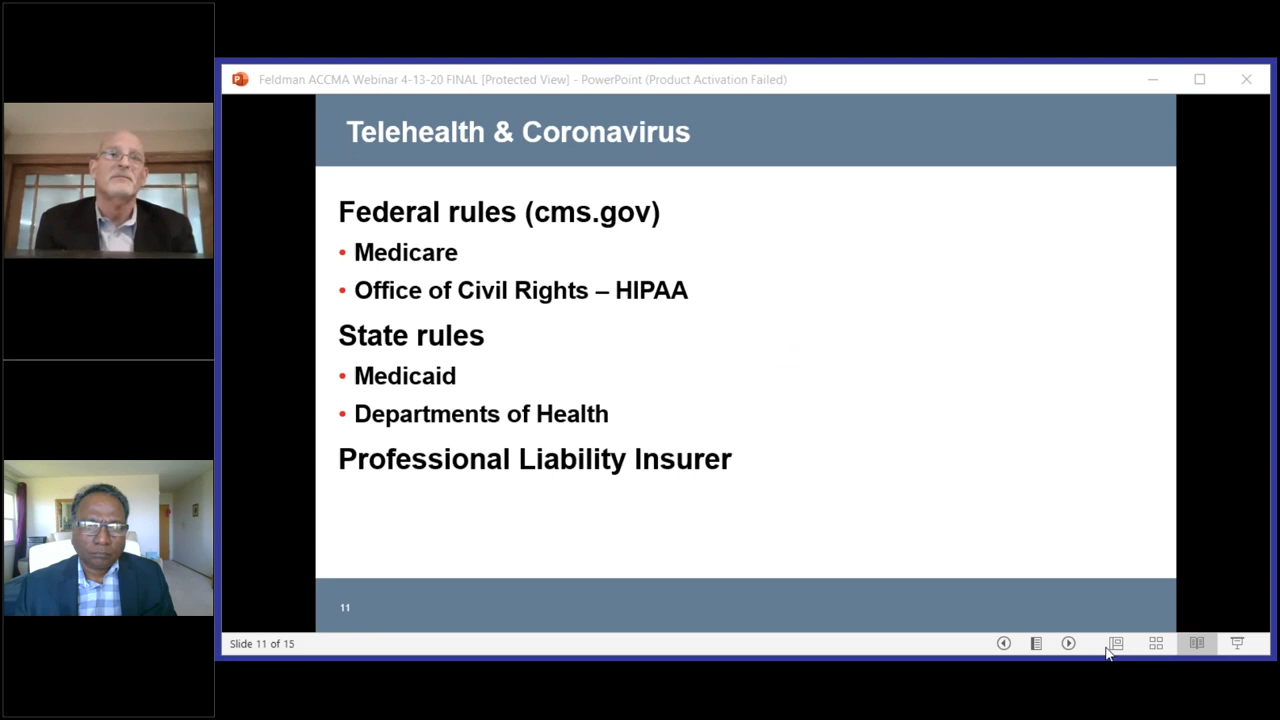 Feldman ACCMA Webinar 4-13-20 FINAL [Protected View] - PowerPoint (Product Activation Failed)
Telehealth & Coronavirus
Federal rules (cms.gov)
• Medicare
• Office of Civil Rights – HIPAA
State rules
• Medicaid
• Departments of Health
Professional Liability Insurer
11
Slide 11 of 15